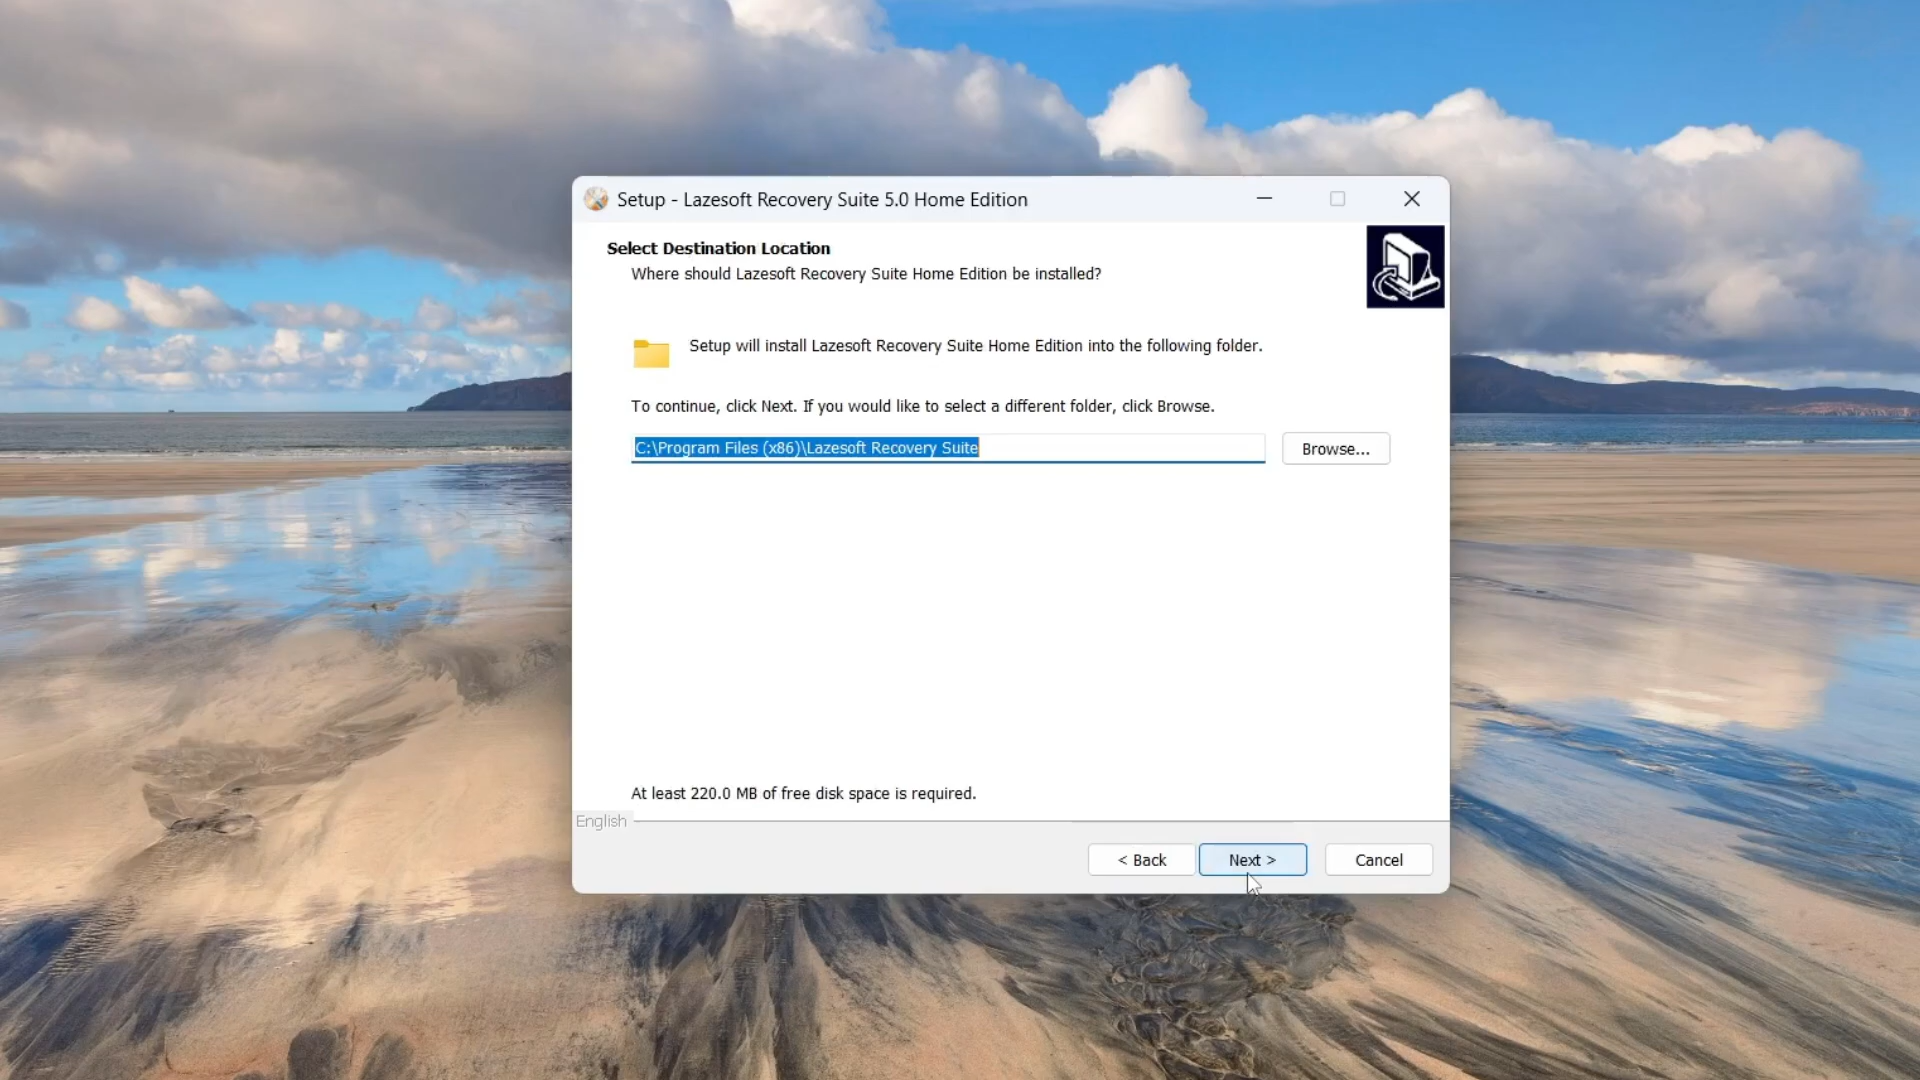 Setup - Lazesoft Recovery Suite 5.0 Home Edition
Select Destination Location
Where should Lazesoft Recovery Suite Home Edition be installed?
Setup will install Lazesoft Recovery Suite Home Edition into the following folder.
To continue, click Next. If you would like to select a different folder, click Browse.
C:\Program Files (x86)\Lazesoft Recovery Suite
Browse...
At least 220.0 MB of free disk space is required.
English
< Back
Next >
Cancel